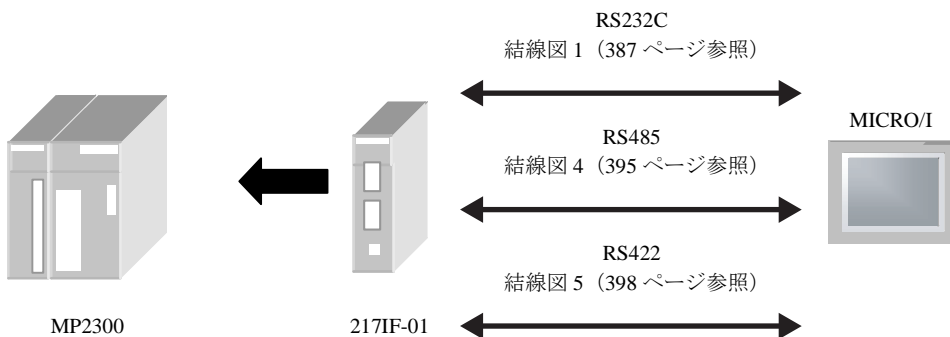 RS232C
結線図 1（387 ページ参照）
MICRO/I
RS485
結線図 4（395 ページ参照）
RS422
結線図 5（398 ページ参照）
MP2300
217IF-01